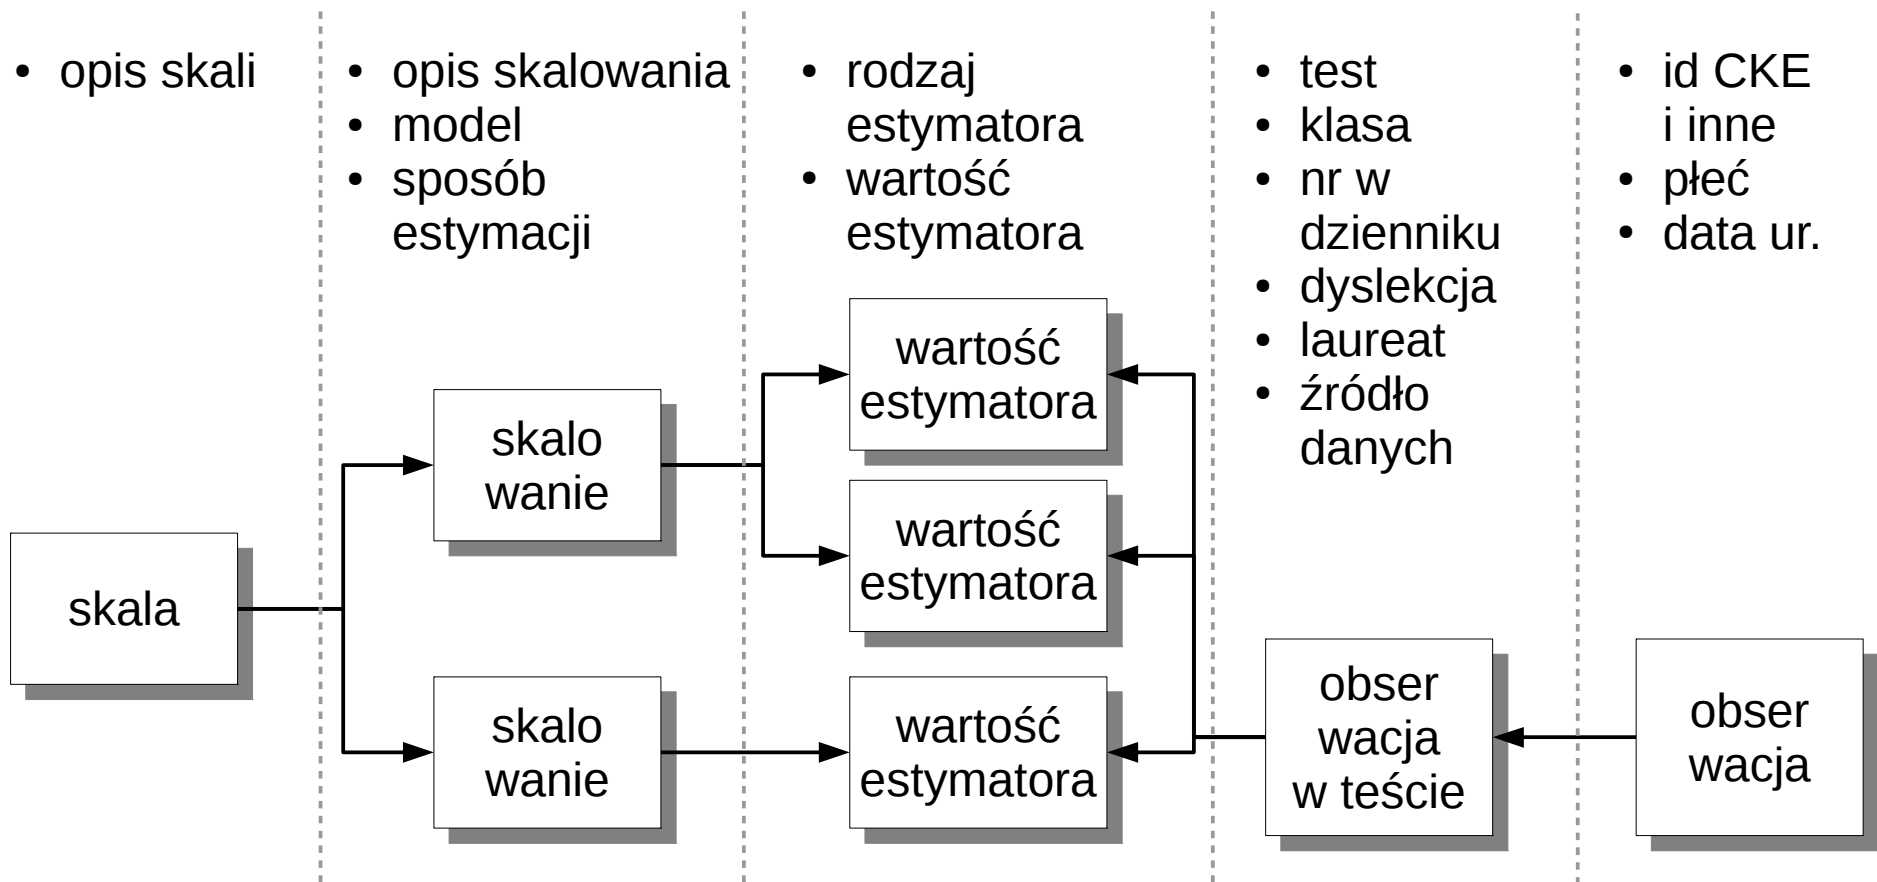 • opis skali
• opis skalowania
• model
• sposób
estymacji
• rodzaj
estymatora
• wartość
estymatora
• test
• klasa
• nr w
dzienniku
• dyslekcja
• laureat
• źródło
danych
• id CKE
i inne
• płeć
• data ur.
skala
skalo
wanie
skalo
wanie
wartość
estymatora
wartość
estymatora
wartość
estymatora
obser
wacja
w teście
obser
wacja